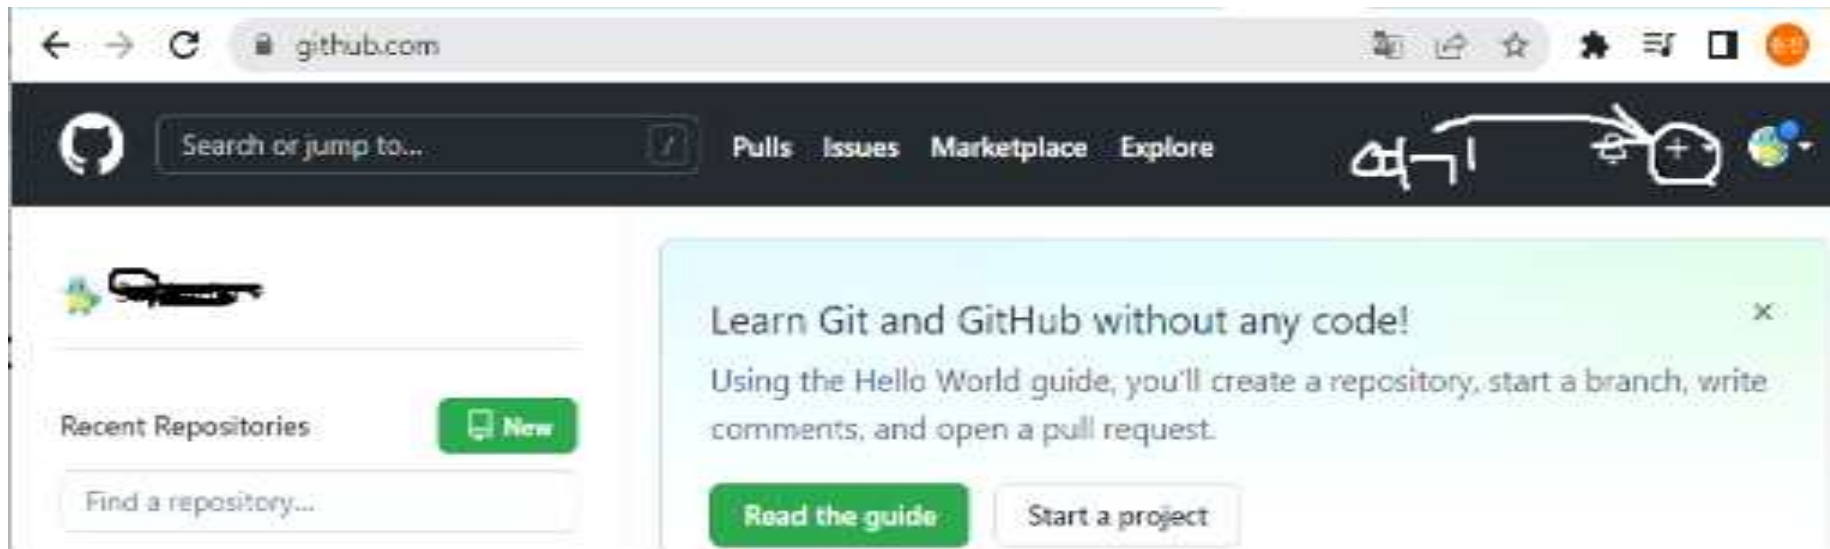 github.com
Search or jump to...
/
Pulls Issues Marketplace Explore
+
Learn Git and GitHub without any code!
Using the Hello World guide, you'll create a repository, start a branch, write
comments, and open a pull request.
Recent Repositories
New
Find a repository...
Read the guide
Start a project